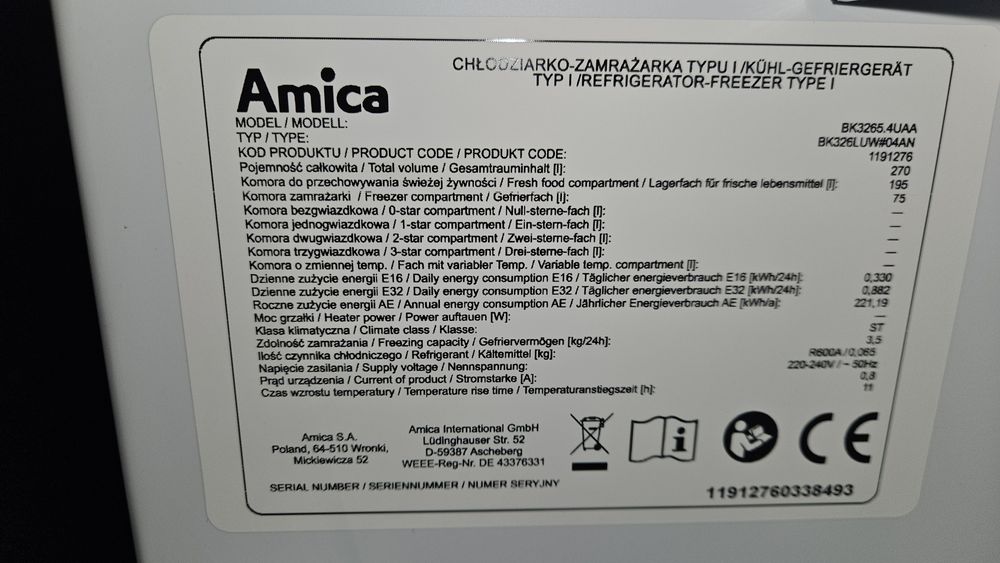 Amica
CHŁODZIARKO-ZAMRAŻARKA TYPU I /KÜHL-GEFRIERGERÄT
TYP I /REFRIGERATOR-FREEZER TYPE I
MODEL / MODELL: BK3265.4UAA
TYP / TYPE: BK326LUW#04AN
KOD PRODUKTU / PRODUCT CODE / PRODUKT CODE: 1191276
Pojemność całkowita / Total volume / Gesamtrauminhalt [l]: 270
Komora do przechowywania świeżej żywności / Fresh food compartment / Lagerfach für frische lebensmittel [l]: 195
Komora zamrażarki / Freezer compartment / Gefrierfach [l]: 75
Komora bezgwiazdkowa / 0-star compartment / Null-sterne-fach [l]: —
Komora jednogwiazdkowa / 1-star compartment / Ein-stern-fach [l]: —
Komora dwugwiazdkowa / 2-star compartment / Zwei-sterne-fach [l]: —
Komora trzygwiazdkowa / 3-star compartment / Drei-sterne-fach [l]: —
Komora o zmiennej temp. / Fach mit variabler Temp. / Variable temp. compartment [l]: —
Dzienne zużycie energii E16 / Daily energy consumption E16 / Täglicher energieverbrauch E16 [kWh/24h]: 0,330
Dzienne zużycie energii E32 / Daily energy consumption E32 / Täglicher energieverbrauch E32 [kWh/24h]: 0,882
Roczne zużycie energii AE / Annual energy consumption AE / Jährlicher Energieverbrauch AE [kWh/a]: 221,19
Moc grzałki / Heater power / Power auftauen [W]: —
Klasa klimatyczna / Climate class / Klasse: ST
Zdolność zamrażania / Freezing capacity / Gefriervermögen [kg/24h]: 3,5
Ilość czynnika chłodniczego / Refrigerant / Kältemittel [kg]: R600A / 0,065
Napięcie zasilania / Supply voltage / Nennspannung: 220-240V / ~ 50Hz
Prąd urządzenia / Current of product / Stromstarke [A]: 0,8
Czas wzrostu temperatury / Temperature rise time / Temperaturanstiegszeit [h]: 11
Amica S.A.
Poland, 64-510 Wronki,
Mickiewicza 52
Amica International GmbH
Lüdinghauser Str. 52
D-59387 Ascheberg
WEEE-Reg-Nr. DE 43376331
CE
SERIAL NUMBER / SERIENNUMMER / NUMER SERYJNY 11912760338493